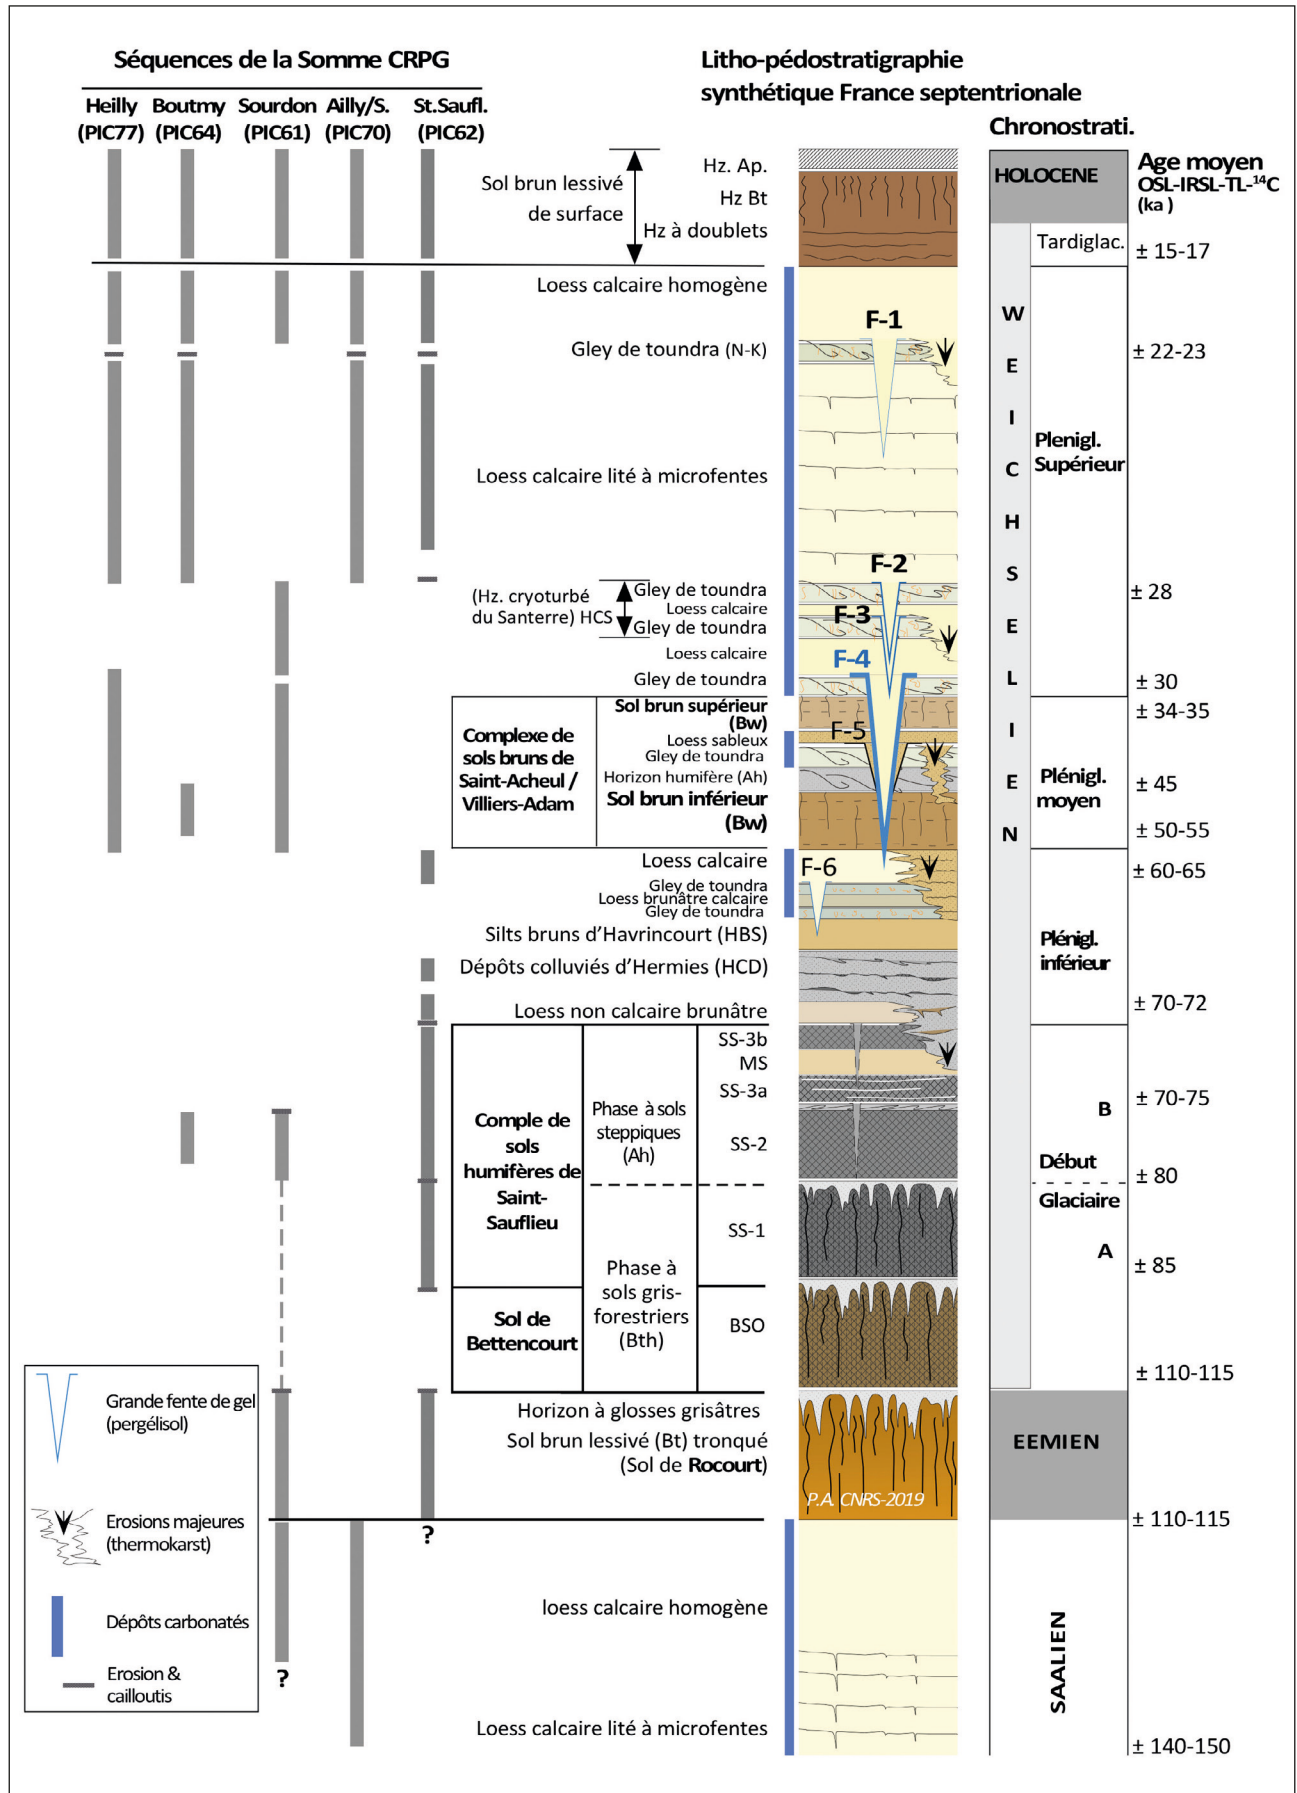 Séquences de la Somme CRPG
Heilly
(PIC77)
Boutmy
(PIC64)
Sourdon
(PIC61)
Ailly/S.
(PIC70)
St.Saufl.
(PIC62)
Litho-pédostratigraphie
synthétique France septentrionale
Chronostrati.
Age moyen
OSL-IRSL-TL-¹⁴C
(ka )
Sol brun lessivé
de surface
Hz. Ap.
Hz Bt
Hz à doublets
HOLOCENE
Tardiglac.
± 15-17
Loess calcaire homogène
F-1
Gley de toundra (N-K)
± 22-23
Loess calcaire lité à microfentes
Plenigl.
Supérieur
W
E
I
C
H
S
E
L
I
E
N
F-2
(Hz. cryoturbé
du Santerre) HCS
Gley de toundra
Loess calcaire
Gley de toundra
F-3
± 28
Loess calcaire
F-4
Gley de toundra
± 30
Complexe de
sols bruns de
Saint-Acheul /
Villiers-Adam
Sol brun supérieur
(Bw)
Loess sableux
Gley de toundra
Horizon humifère (Ah)
Sol brun inférieur
(Bw)
F-5
± 34-35
Plénigl.
moyen
± 45
± 50-55
Loess calcaire
Gley de toundra
Loess brunâtre calcaire
Gley de toundra
F-6
± 60-65
Silts bruns d’Havrincourt (HBS)
Dépôts colluviés d’Hermies (HCD)
Loess non calcaire brunâtre
Plénigl.
inférieur
± 70-72
Comple de
sols
humifères de
Saint-
Sauflieu
Phase à sols
steppiques
(Ah)
SS-3b
MS
SS-3a
SS-2
SS-1
B
± 70-75
Début
± 80
Glaciaire
A
± 85
Phase à
sols gris-
forestriers
(Bth)
Sol de
Bettencourt
BSO
± 110-115
Horizon à glosses grisâtres
Sol brun lessivé (Bt) tronqué
(Sol de Rocourt)
P.A. CNRS-2019
EEMIEN
± 110-115
?
?
loess calcaire homogène
Loess calcaire lité à microfentes
SAALIEN
± 140-150
Grande fente de gel
(pergélisol)
Erosions majeures
(thermokarst)
Dépôts carbonatés
Erosion &
cailloutis